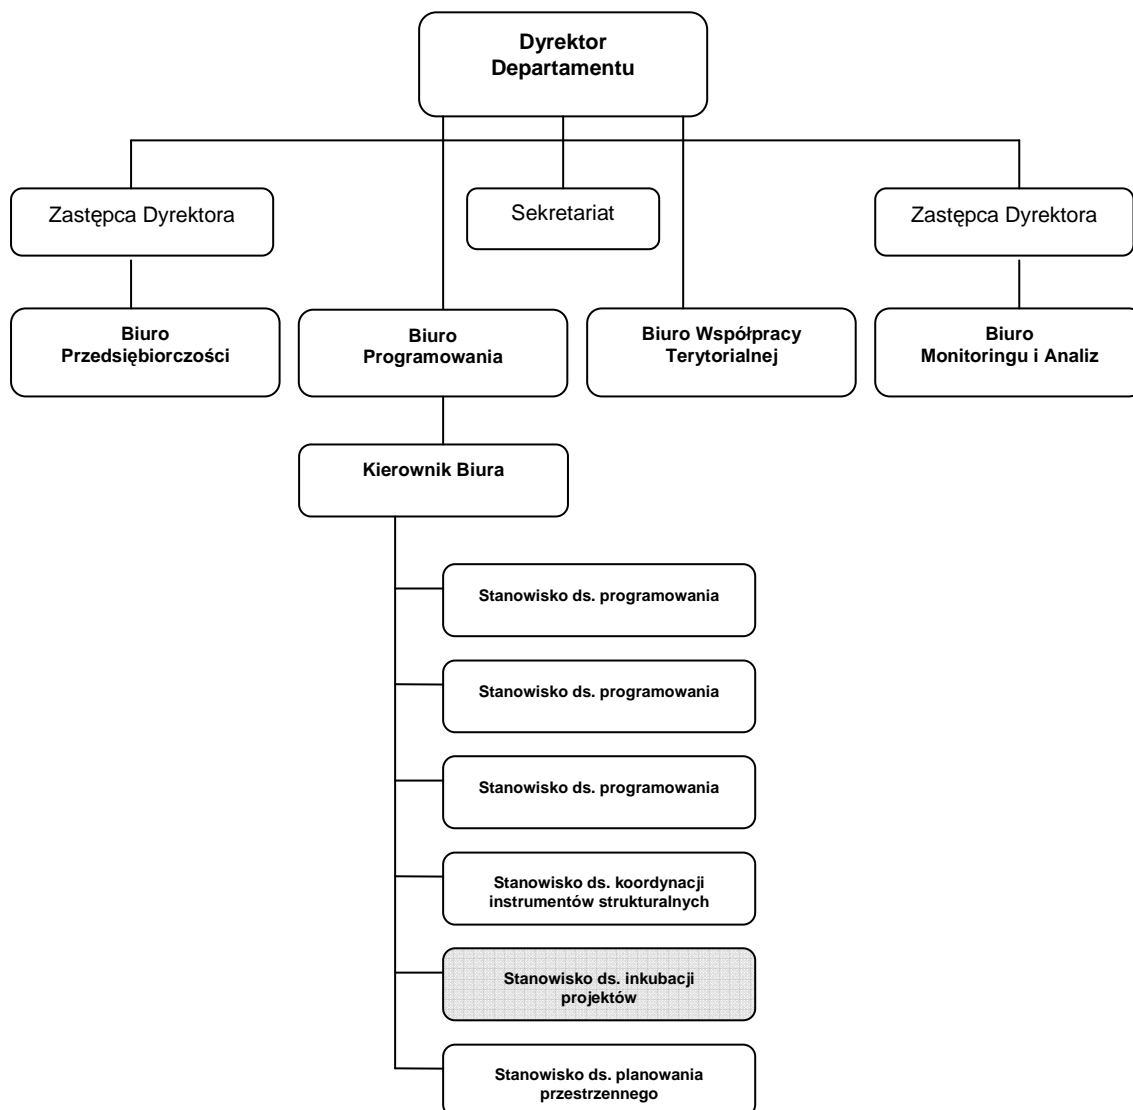 Dyrektor
Departamentu
Zastępca Dyrektora
Sekretariat
Zastępca Dyrektora
Biuro
Przedsiębiorczości
Biuro
Programowania
Biuro Współpracy
Terytorialnej
Biuro
Monitoringu i Analiz
Kierownik Biura
Stanowisko ds. programowania
Stanowisko ds. programowania
Stanowisko ds. programowania
Stanowisko ds. koordynacji
instrumentów strukturalnych
Stanowisko ds. inkubacji
projektów
Stanowisko ds. planowania
przestrzennego